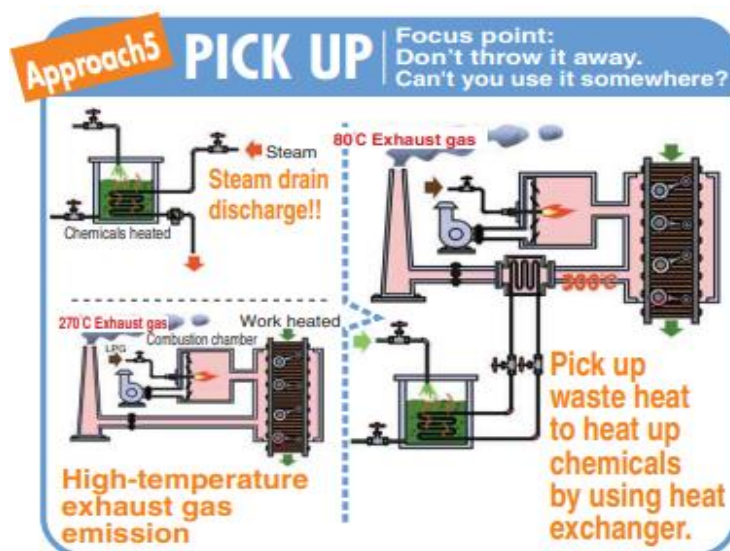 Approach5
PICK UP
Focus point:
Don't throw it away.
Can't you use it somewhere?
Steam
Steam drain
discharge!!
Chemicals heated
270°C Exhaust gas
Work heated
Combustion chamber
LPG
High-temperature
exhaust gas
emission
80°C Exhaust gas
300°C
Pick up
waste heat
to heat up
chemicals
by using heat
exchanger.